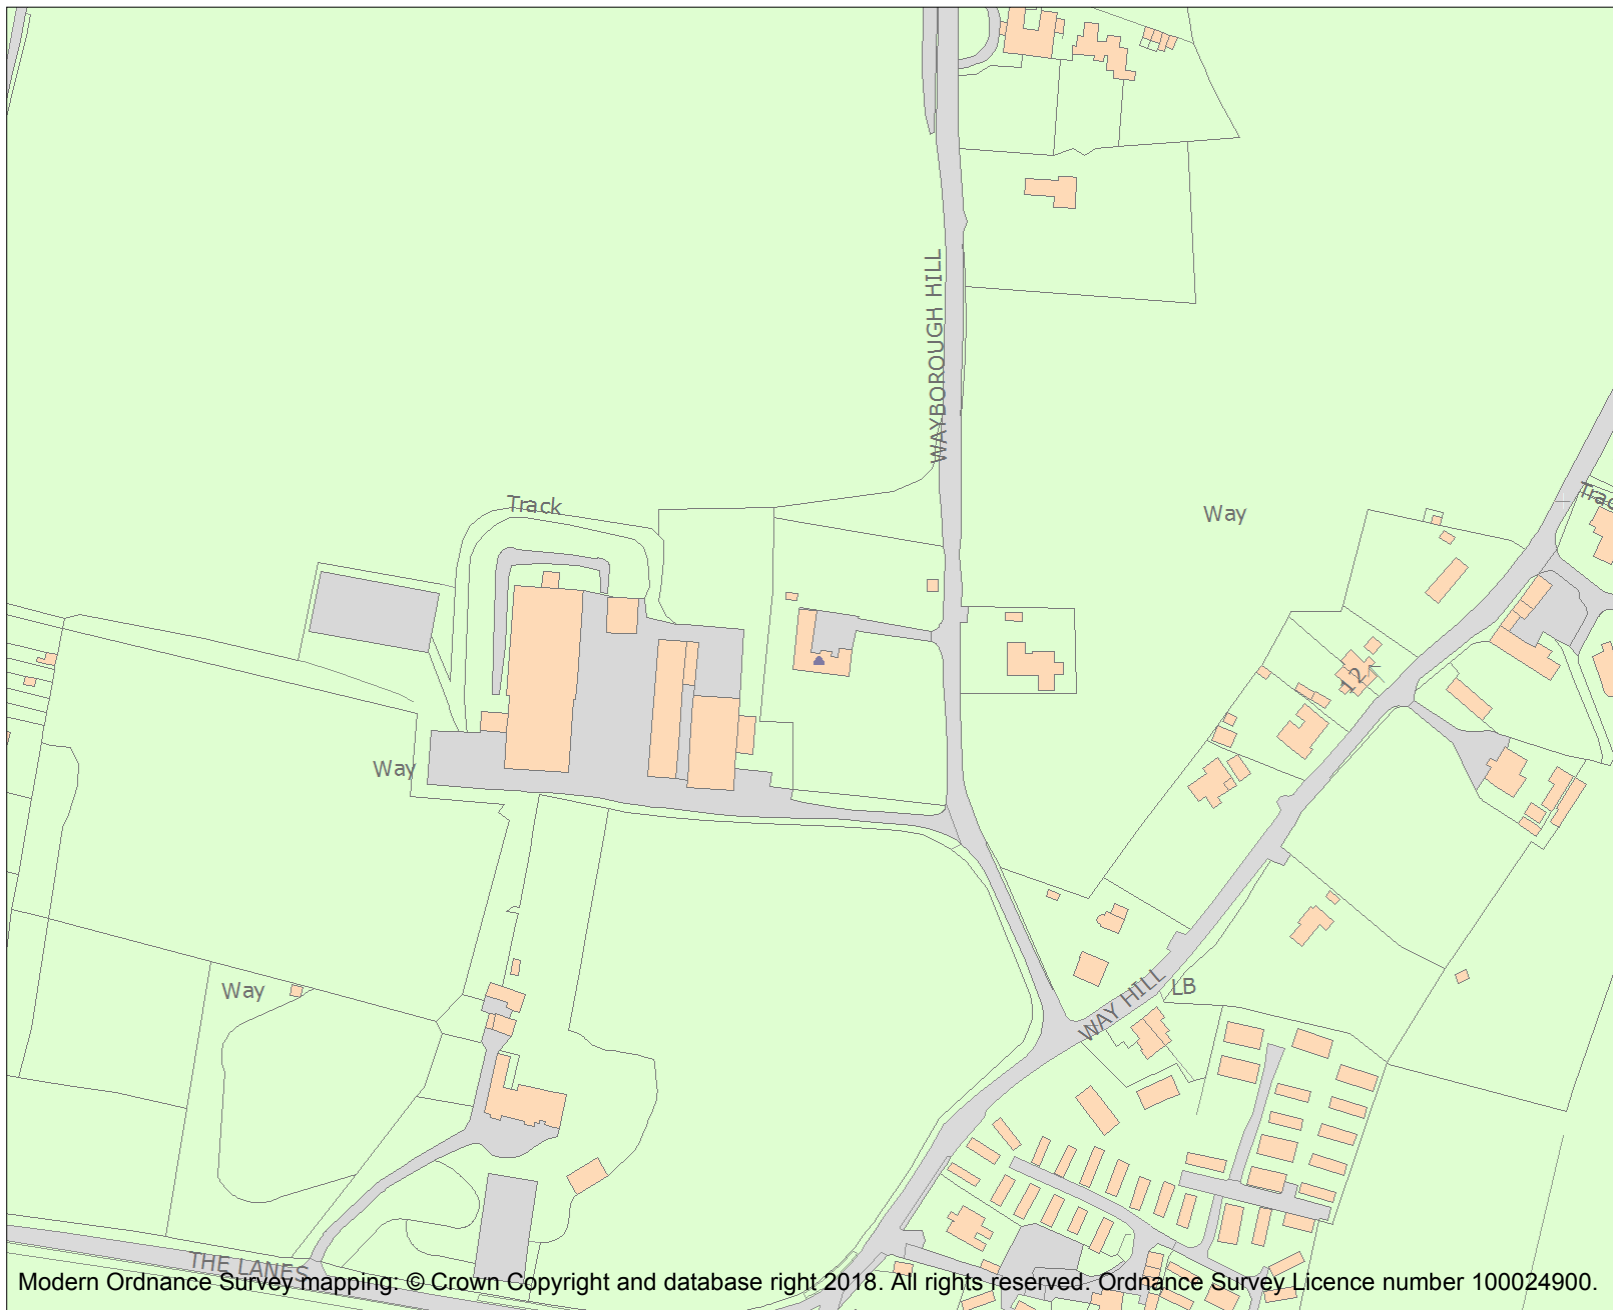 WAYBOROUGH HILL
Track
Way
Trac
12
Way
Way
WAY HILL
LB
THE LANES
Modern Ordnance Survey mapping: © Crown Copyright and database right 2018. All rights reserved. Ordnance Survey Licence number 100024900.